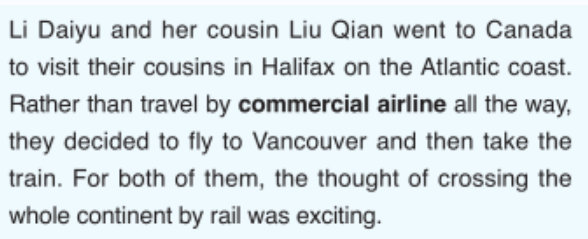 Li Daiyu and her cousin Liu Qian went to Canada
to visit their cousins in Halifax on the Atlantic coast.
Rather than travel by commercial airline all the way,
they decided to fly to Vancouver and then take the
train. For both of them, the thought of crossing the
whole continent by rail was exciting.